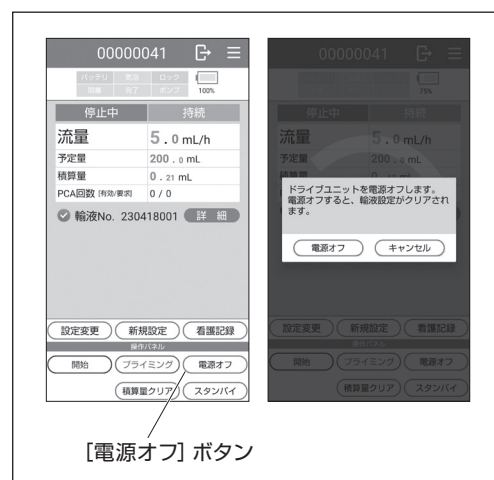 00000041
バッテリ 気泡 ロック
閉塞 完了 ポンプ 100%
停止中 持続
流量 5.0 mL/h
予定量 200.0 mL
積算量 0.21 mL
PCA回数 [有効/要求] 0 / 0
輸液No. 230418001 詳 細
設定変更 新規設定 看護記録
操作パネル
開始 プライミング 電源オフ
積算量クリア スタンバイ
00000041
75%
停止中 持続
流量 5.0 mL/h
予定量 200.0 mL
ドライブユニットを電源オフします。
電源オフすると、輸液設定がクリアされ
ます。
電源オフ キャンセル
設定変更 新規設定 看護記録
操作パネル
開始 プライミング 電源オフ
積算量クリア スタンバイ
[電源オフ] ボタン